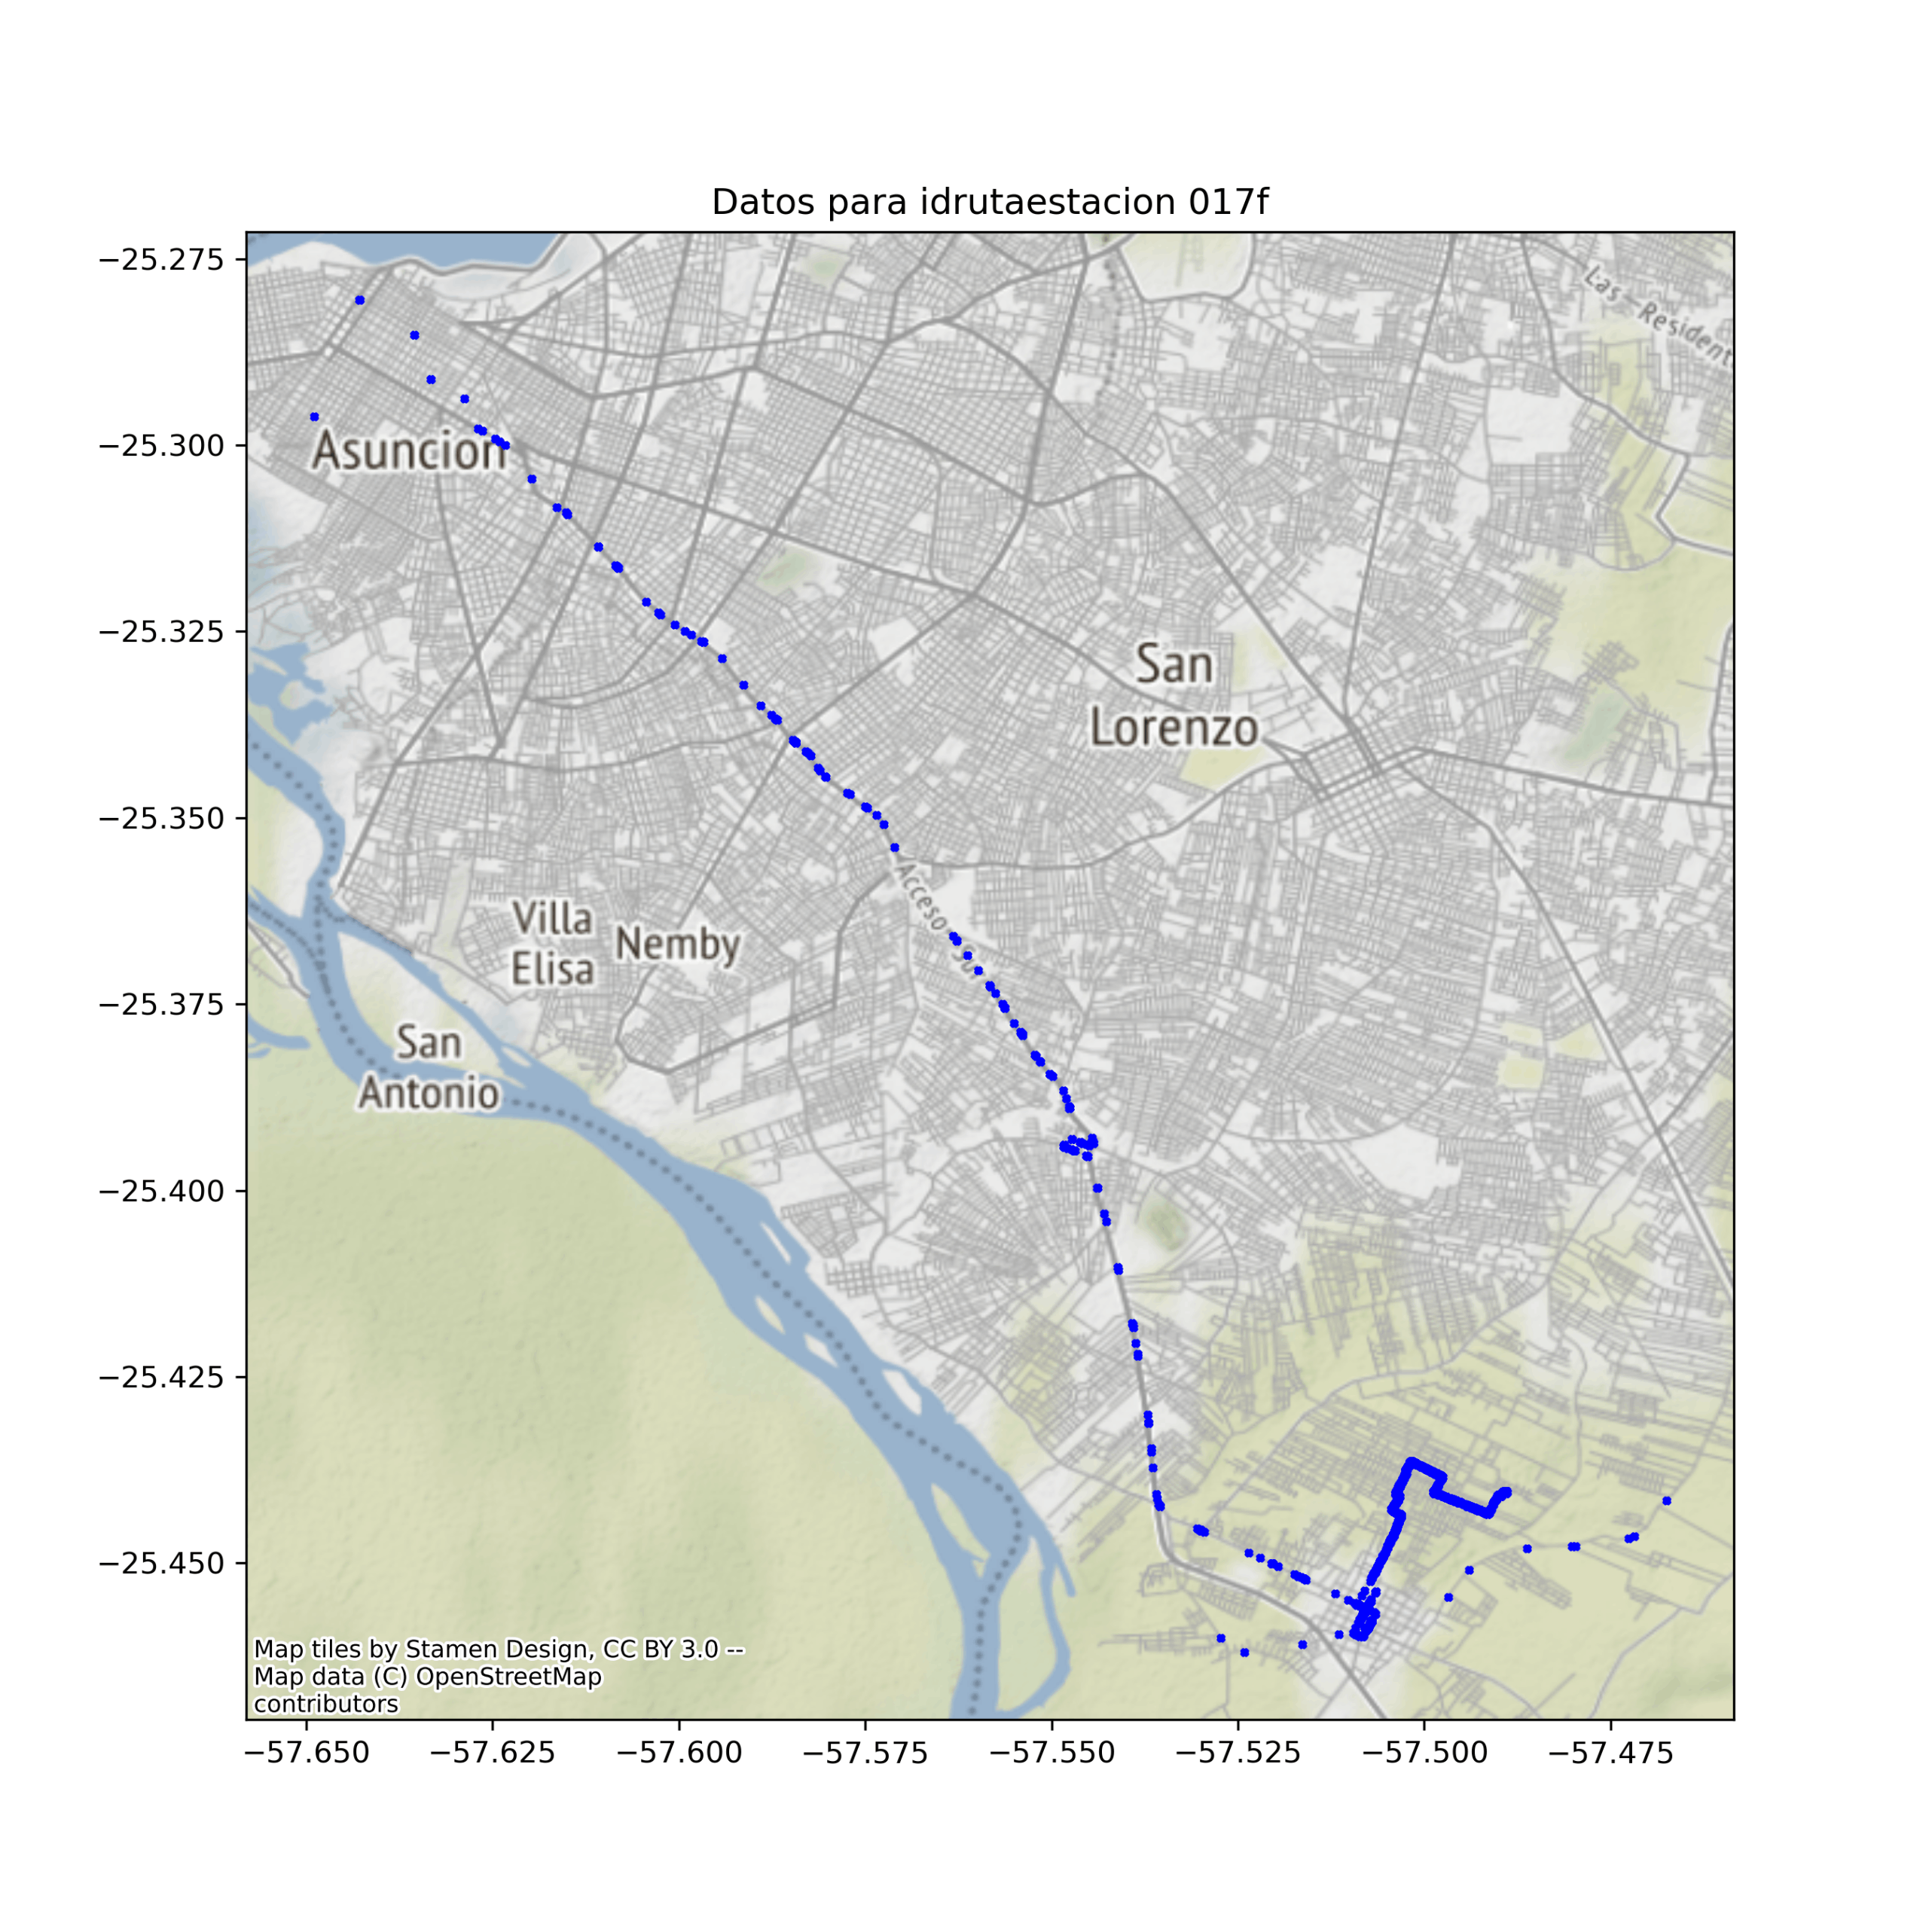 Datos para idrutaestacion 017f
−25.275
−25.300
−25.325
−25.350
−25.375
−25.400
−25.425
−25.450
Las
Resident
Asuncion
San
Lorenzo
Acceso
Villa
Elisa
Nemby
San
Antonio
Map tiles by Stamen Design, CC BY 3.0 --
Map data (C) OpenStreetMap
contributors
−57.650 −57.625 −57.600 −57.575 −57.550 −57.525 −57.500 −57.475